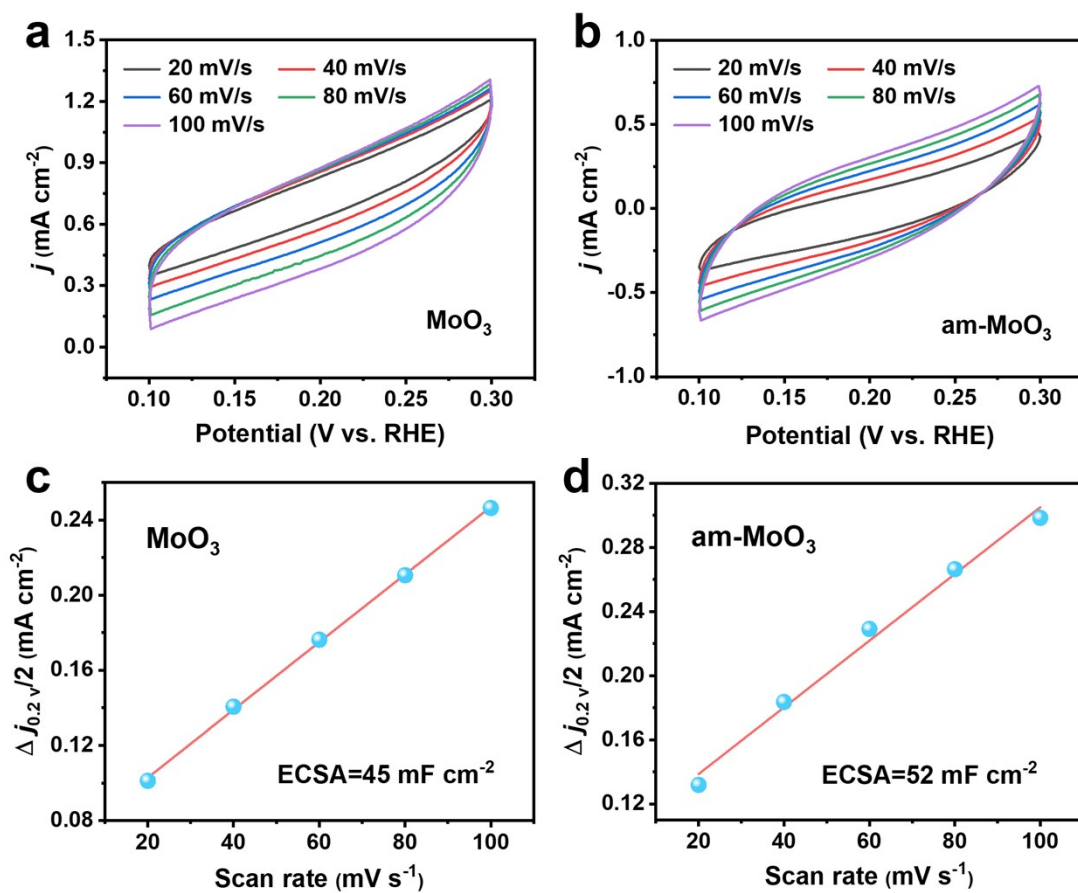 a
1.5
1.2
0.9
0.6
0.3
0.0
j (mA cm⁻²)
20 mV/s 40 mV/s
60 mV/s 80 mV/s
100 mV/s
MoO₃
0.10 0.15 0.20 0.25 0.30
Potential (V vs. RHE)
b
1.0
0.5
0.0
-0.5
-1.0
j (mA cm⁻²)
20 mV/s 40 mV/s
60 mV/s 80 mV/s
100 mV/s
am-MoO₃
0.10 0.15 0.20 0.25 0.30
Potential (V vs. RHE)
c
0.24
0.20
0.16
0.12
0.08
Δ j₀.₂ ᵥ/2 (mA cm⁻²)
MoO₃
ECSA=45 mF cm⁻²
20 40 60 80 100
Scan rate (mV s⁻¹)
d
0.32
0.28
0.24
0.20
0.16
0.12
Δ j₀.₂ ᵥ/2 (mA cm⁻²)
am-MoO₃
ECSA=52 mF cm⁻²
20 40 60 80 100
Scan rate (mV s⁻¹)